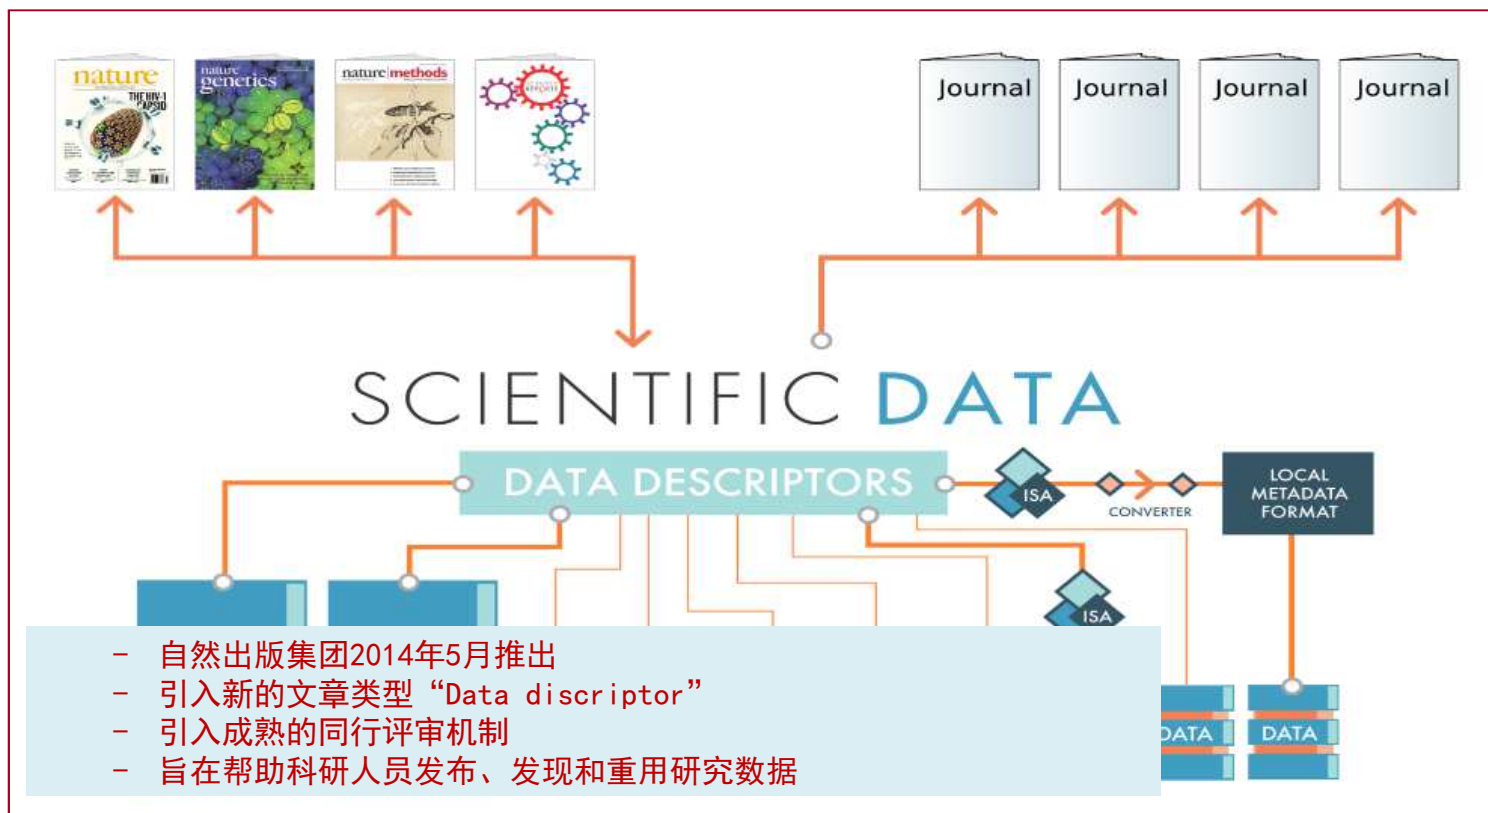 nature
THE HIV-1
CAPSID
nature
genetics
nature methods
REPORTS
Journal
Journal
Journal
Journal
SCIENTIFIC DATA
DATA DESCRIPTORS
ISA
CONVERTER
LOCAL
METADATA
FORMAT
ISA
- 自然出版集团2014年5月推出
- 引入新的文章类型“Data discriptor”
- 引入成熟的同行评审机制
- 旨在帮助科研人员发布、发现和重用研究数据
DATA
DATA